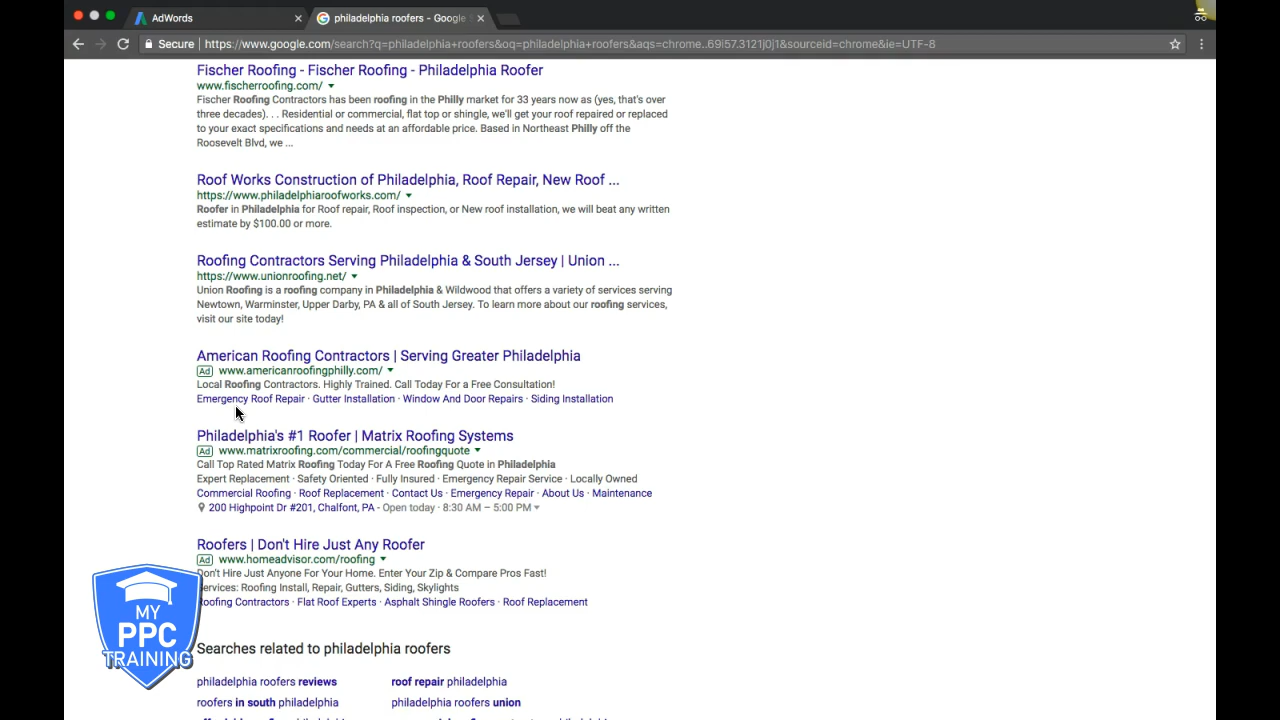 AdWords
philadelphia roofers - Google
Secure https://www.google.com/search?q=philadelphia+roofers&oq=philadelphia+roofers&aqs=chrome..69i57.3121j0j1&sourceid=chrome&ie=UTF-8
Fischer Roofing - Fischer Roofing - Philadelphia Roofer
www.fischerroofing.com/
Fischer Roofing Contractors has been roofing in the Philly market for 33 years now as (yes, that's over
three decades). . . Residential or commercial, flat top or shingle, we'll get your roof repaired or replaced
to your exact specifications and needs at an affordable price. Based in Northeast Philly off the
Roosevelt Blvd, we ...
Roof Works Construction of Philadelphia, Roof Repair, New Roof ...
https://www.philadelphiaroofworks.com/
Roofer in Philadelphia for Roof repair, Roof inspection, or New roof installation, we will beat any written
estimate by $100.00 or more.
Roofing Contractors Serving Philadelphia & South Jersey | Union ...
https://www.unionroofing.net/
Union Roofing is a roofing company in Philadelphia & Wildwood that offers a variety of services serving
Newtown, Warminster, Upper Darby, PA & all of South Jersey. To learn more about our roofing services,
visit our site today!
American Roofing Contractors | Serving Greater Philadelphia
Ad www.americanroofingphilly.com/
Local Roofing Contractors. Highly Trained. Call Today For a Free Consultation!
Emergency Roof Repair · Gutter Installation · Window And Door Repairs · Siding Installation
Philadelphia's #1 Roofer | Matrix Roofing Systems
Ad www.matrixroofing.com/commercial/roofingquote
Call Top Rated Matrix Roofing Today For A Free Roofing Quote in Philadelphia
Expert Replacement · Safety Oriented · Fully Insured · Emergency Repair Service · Locally Owned
Commercial Roofing · Roof Replacement · Contact Us · Emergency Repair · About Us · Maintenance
200 Highpoint Dr #201, Chalfont, PA - Open today · 8:30 AM – 5:00 PM
Roofers | Don't Hire Just Any Roofer
Ad www.homeadvisor.com/roofing
Don't Hire Just Anyone For Your Home. Enter Your Zip & Compare Pros Fast!
Services: Roofing Install, Repair, Gutters, Siding, Skylights
Roofing Contractors · Flat Roof Experts · Asphalt Shingle Roofers · Roof Replacement
MY
PPC
TRAINING
Searches related to philadelphia roofers
philadelphia roofers reviews
roof repair philadelphia
roofers in south philadelphia
philadelphia roofers union